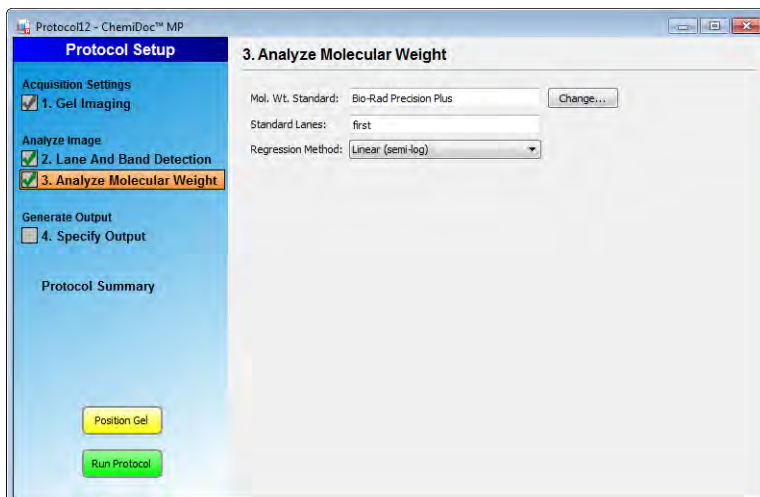 Protocol12 - ChemiDoc™ MP
Protocol Setup
Acquisition Settings
1. Gel Imaging
Analyze Image
2. Lane And Band Detection
3. Analyze Molecular Weight
Generate Output
4. Specify Output
Protocol Summary
Position Gel
Run Protocol
3. Analyze Molecular Weight
Mol. Wt. Standard: Bio-Rad Precision Plus Change...
Standard Lanes: first
Regression Method: Linear (semi-log)